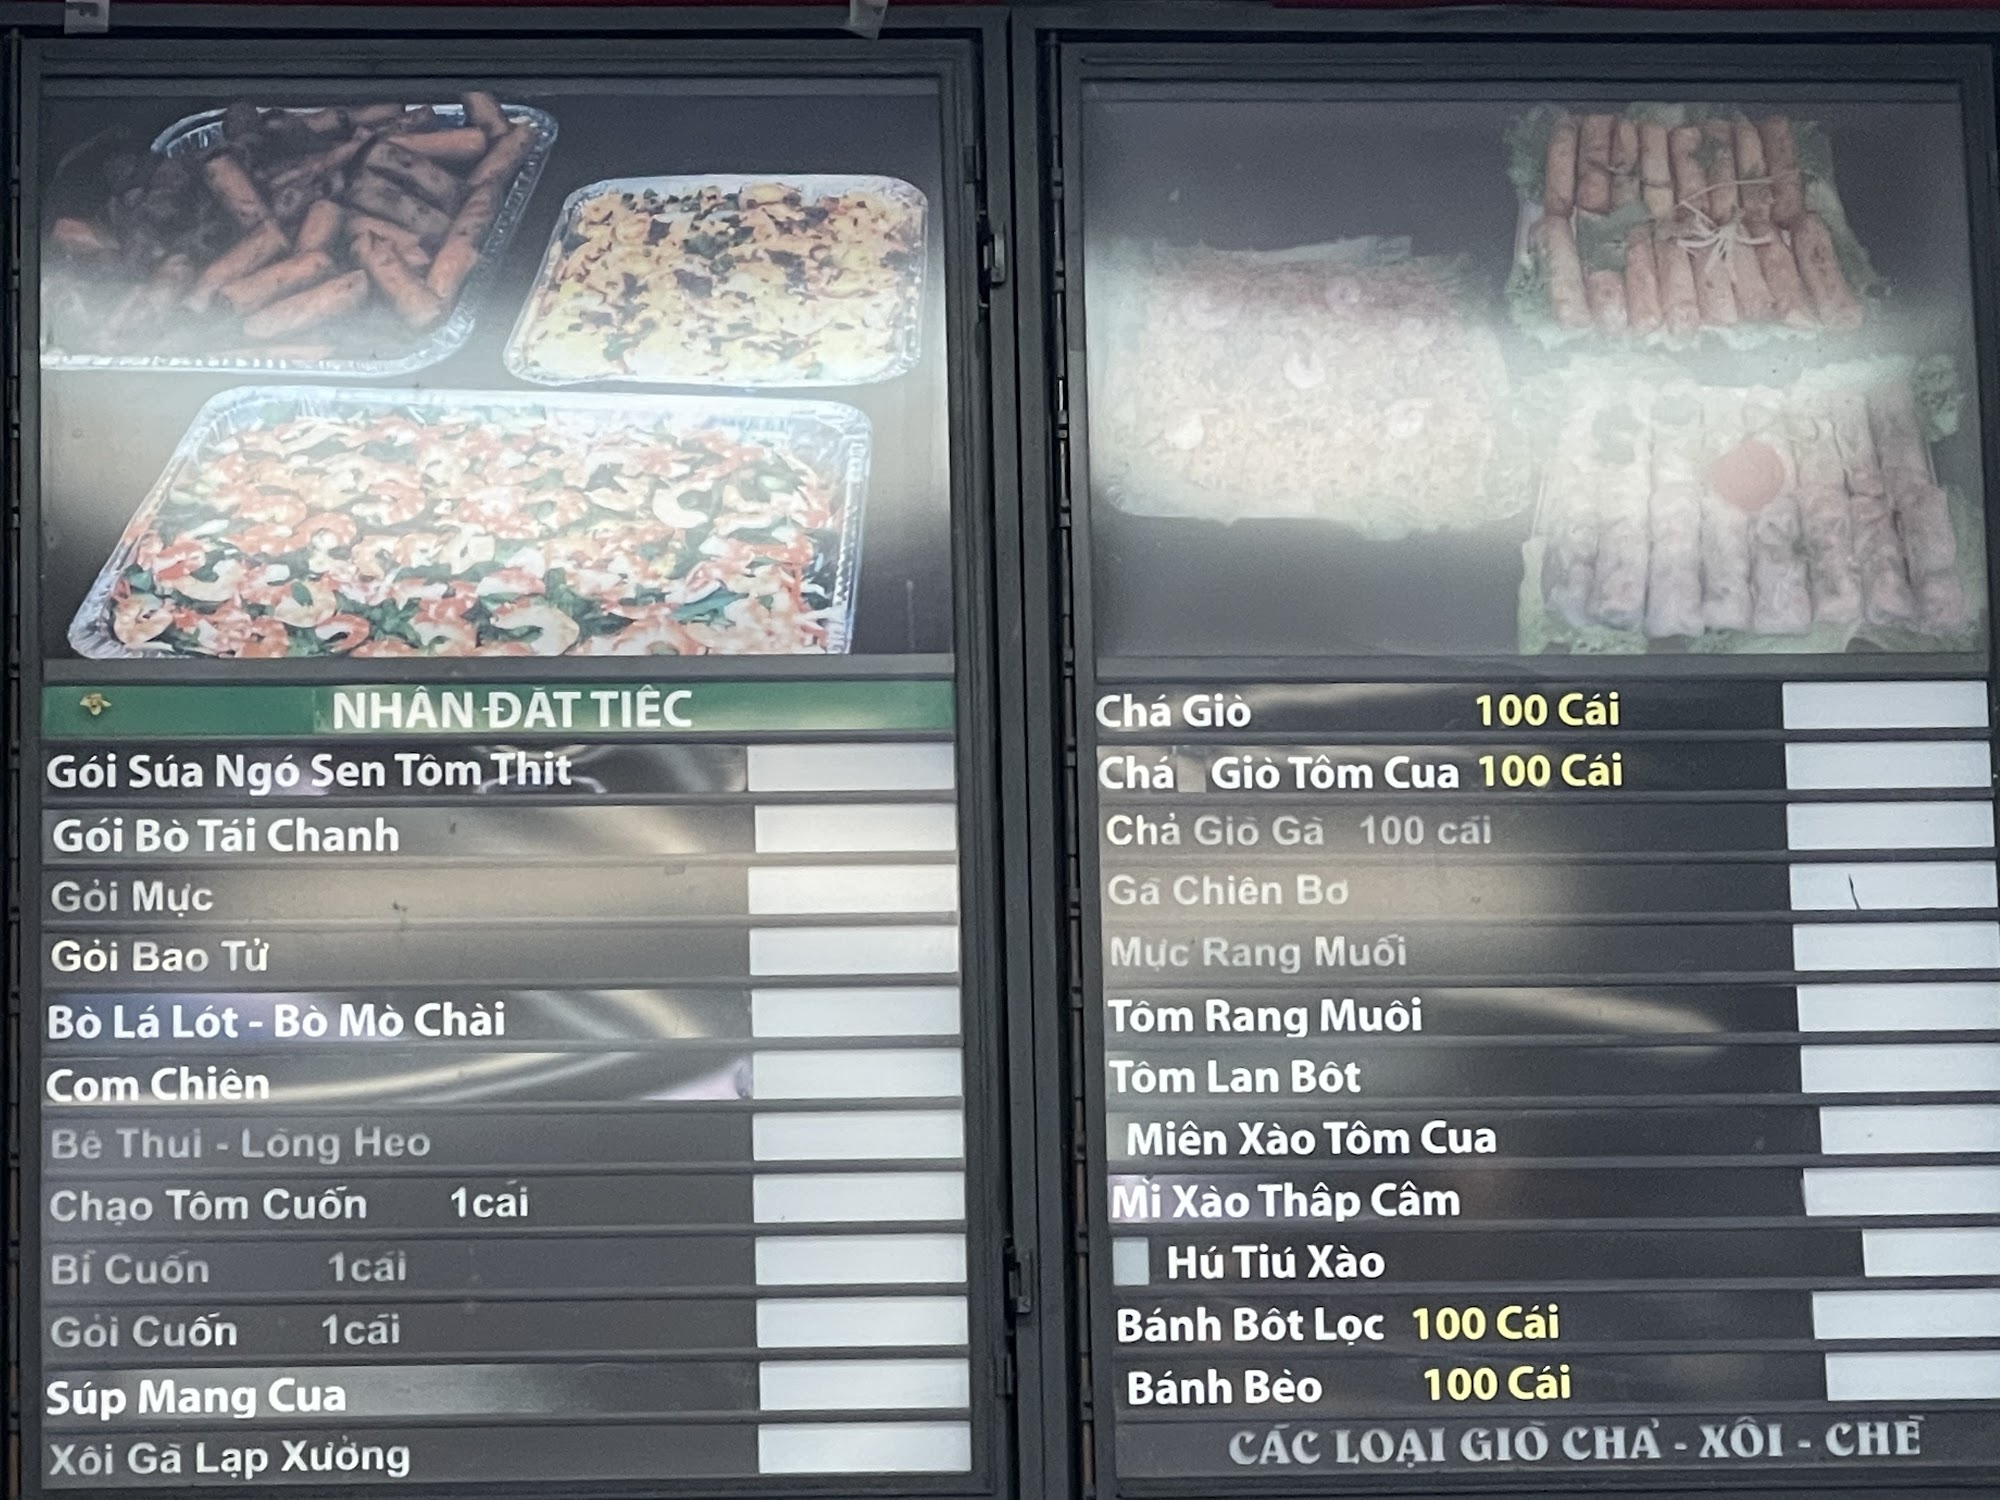 NHÂN ĐĂT TIÊC
Gói Súa Ngó Sen Tôm Thit
Gói Bò Tái Chanh
Gỏi Mực
Gỏi Bao Tử
Bò Lá Lót - Bò Mò Chài
Com Chiên
Bê Thui - Lòng Heo
Chạo Tôm Cuốn 1cái
Bì Cuốn 1cái
Gỏi Cuốn 1cái
Súp Mang Cua
Xôi Gà Lạp Xưởng
Chá Giò 100 Cái
Chá Giò Tôm Cua 100 Cái
Chả Giò Gà 100 cái
Gà Chiên Bơ
Mực Rang Muối
Tôm Rang Muôi
Tôm Lan Bôt
Miên Xào Tôm Cua
Mì Xào Thâp Câm
Hú Tiú Xào
Bánh Bôt Lọc 100 Cái
Bánh Bèo 100 Cái
CÁC LOẠI GIÒ CHẢ - XÔI - CHÈ